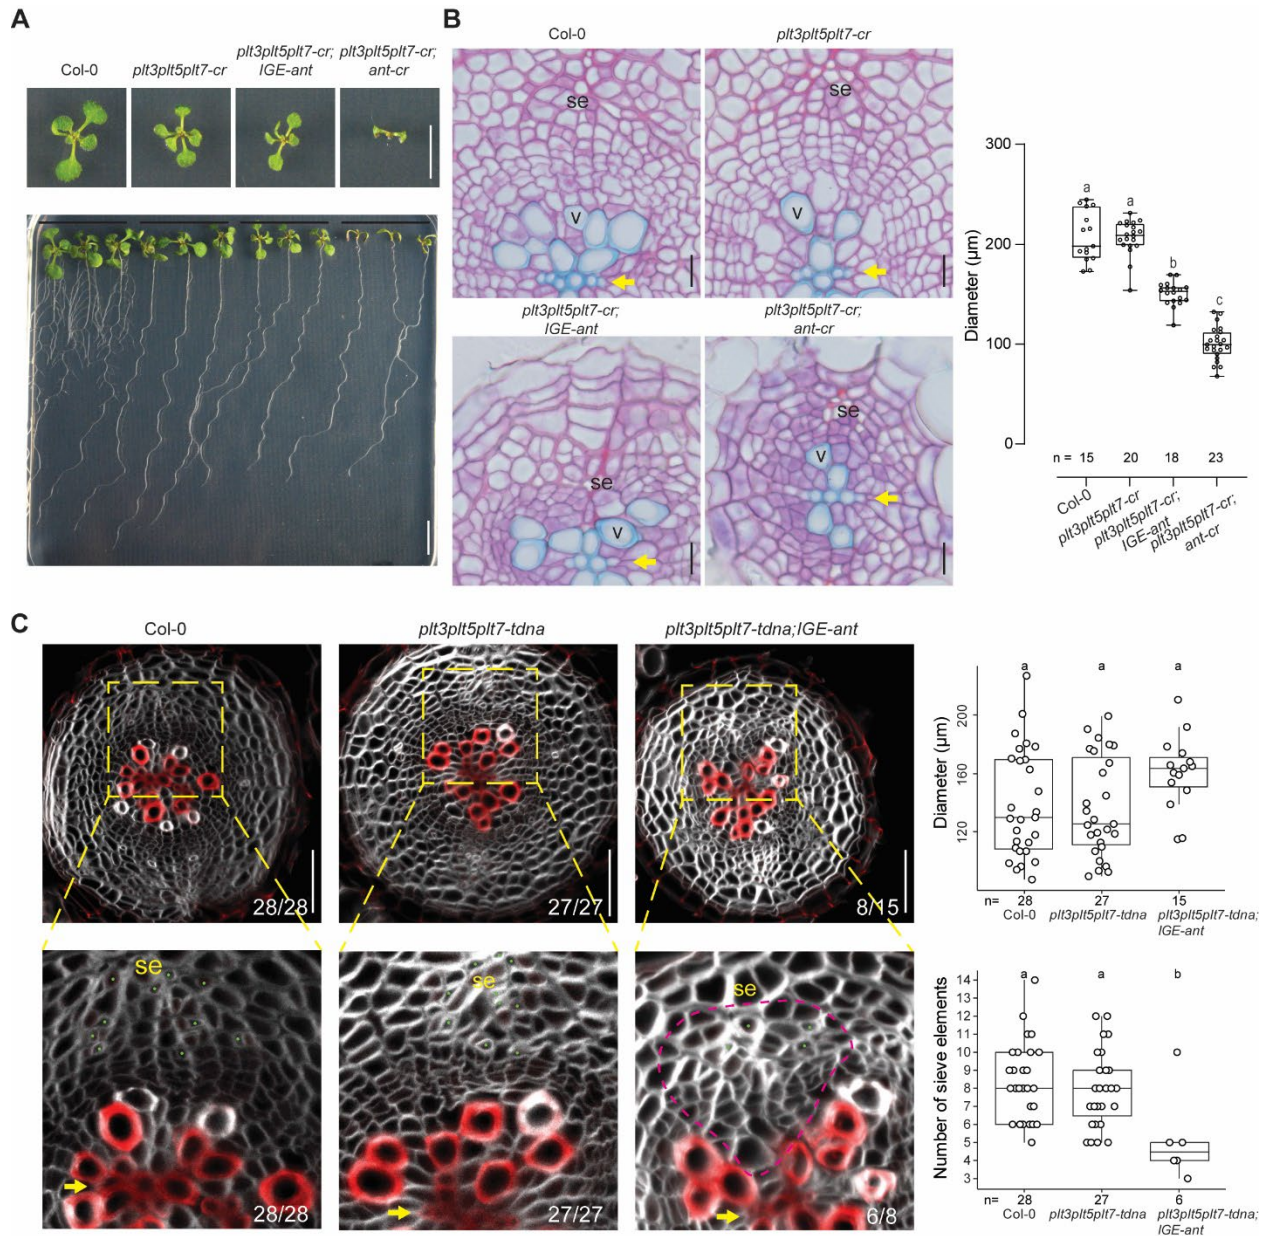 A
Col-0
plt3plt5plt7-cr
plt3plt5plt7-cr;
IGE-ant
plt3plt5plt7-cr;
ant-cr
B
Col-0
plt3plt5plt7-cr
se
v
se
v
plt3plt5plt7-cr;
IGE-ant
plt3plt5plt7-cr;
ant-cr
se
v
se
v
Diameter (µm)
300
200
100
0
a
a
b
c
n = 15 20 18 23
Col-0
plt3plt5plt7-cr
plt3plt5plt7-cr;
IGE-ant
plt3plt5plt7-cr;
ant-cr
C
Col-0
plt3plt5plt7-tdna
plt3plt5plt7-tdna;IGE-ant
28/28
27/27
8/15
se
28/28
se
27/27
se
6/8
Diameter (µm)
200
160
120
a a a
n= 28 27 15
Col-0
plt3plt5plt7-tdna
plt3plt5plt7-tdna;
IGE-ant
Number of sieve elements
14
13
12
11
10
9
8
7
6
5
4
3
a a b
n= 28 27 6
Col-0
plt3plt5plt7-tdna
plt3plt5plt7-tdna;
IGE-ant